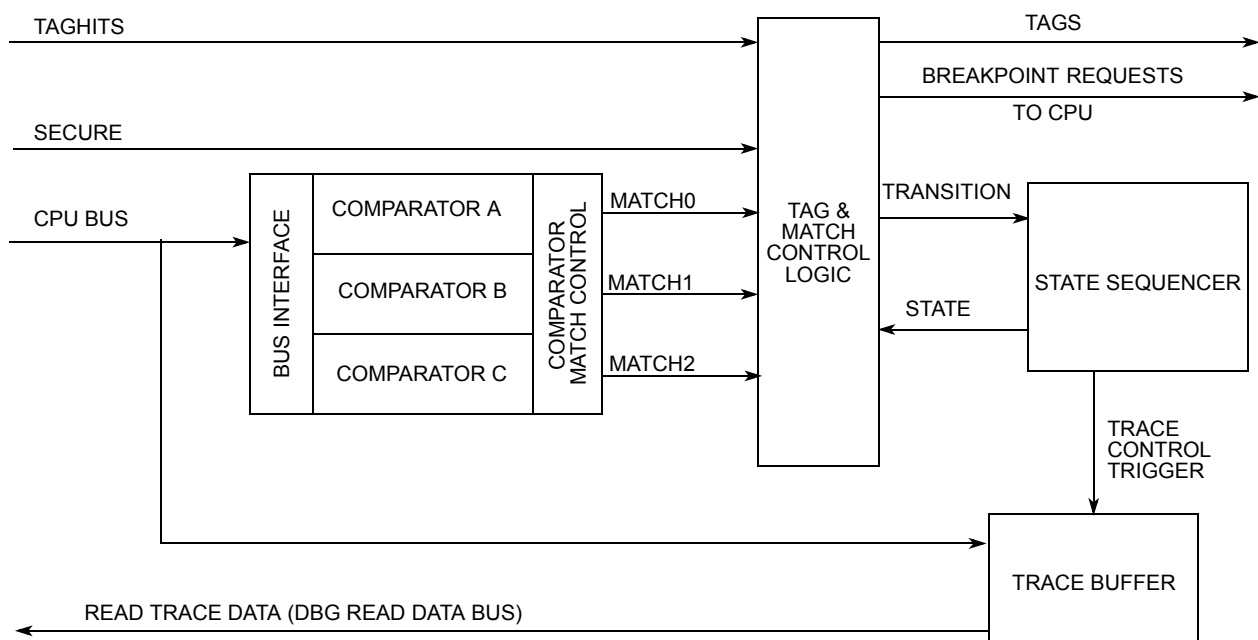 TAGHITS
TAGS
BREAKPOINT REQUESTS
TO CPU
SECURE
CPU BUS
BUS INTERFACE
COMPARATOR A
COMPARATOR B
COMPARATOR C
COMPARATOR
MATCH CONTROL
MATCH0
MATCH1
MATCH2
TAG &
MATCH
CONTROL
LOGIC
TRANSITION
STATE
STATE SEQUENCER
TRACE
CONTROL
TRIGGER
TRACE BUFFER
READ TRACE DATA (DBG READ DATA BUS)